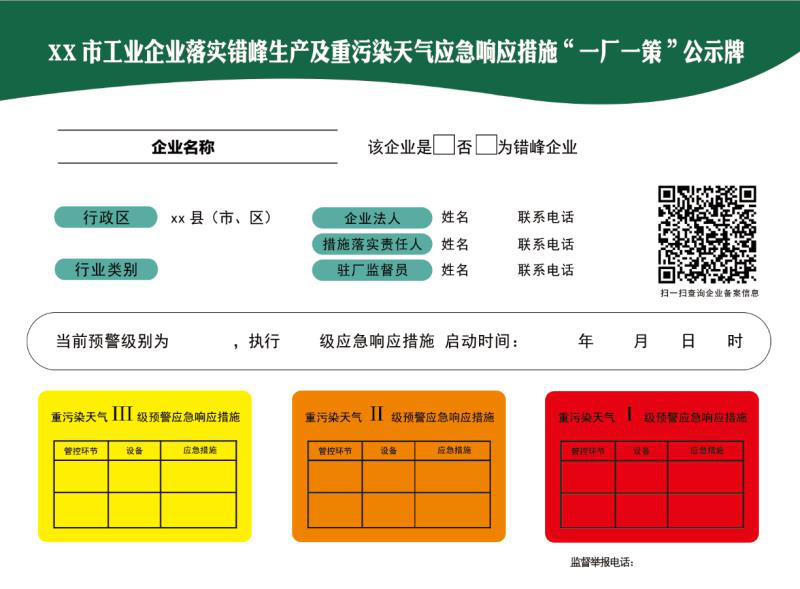 XX 市工业企业落实错峰生产及重污染天气应急响应措施“一厂一策”公示牌
企业名称
该企业是□否□为错峰企业
行政区 xx 县（市、区）
企业法人 姓名 联系电话
措施落实责任人 姓名 联系电话
行业类别
驻厂监督员 姓名 联系电话
扫一扫查询企业备案信息
当前预警级别为 ，执行 级应急响应措施 启动时间： 年 月 日 时
重污染天气 III 级预警应急响应措施
管控环节 设备 应急措施
重污染天气 II 级预警应急响应措施
管控环节 设备 应急措施
重污染天气 I 级预警应急响应措施
管控环节 设备 应急措施
监督举报电话：